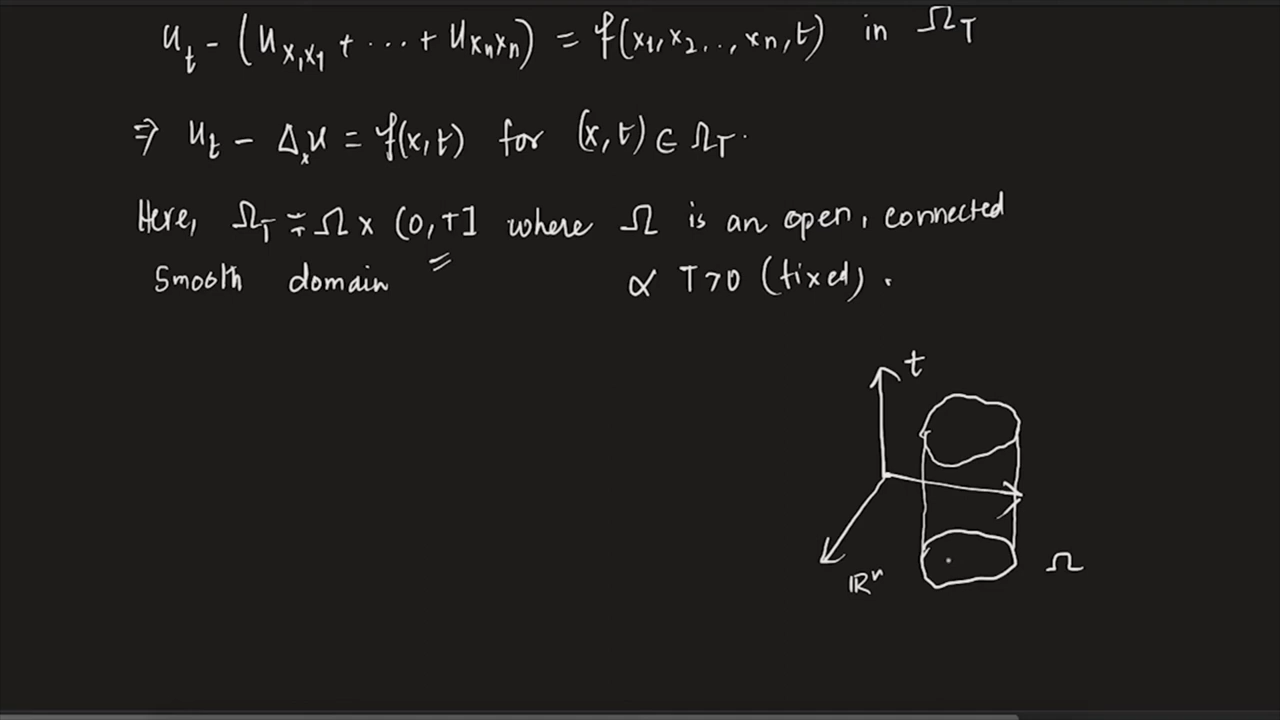 u_t - (u_{x_1x_1} + ... + u_{x_nx_n}) = f(x_1, x_2 .., x_n, t) in Ω_T
⇒ u_t - Δ_x u = f(x, t) for (x, t) ∈ Ω_T.
Here, Ω_T ≑ Ω × (0, T] where Ω is an open, connected
Smooth domain & T>0 (fixed).
t
ℝⁿ
Ω